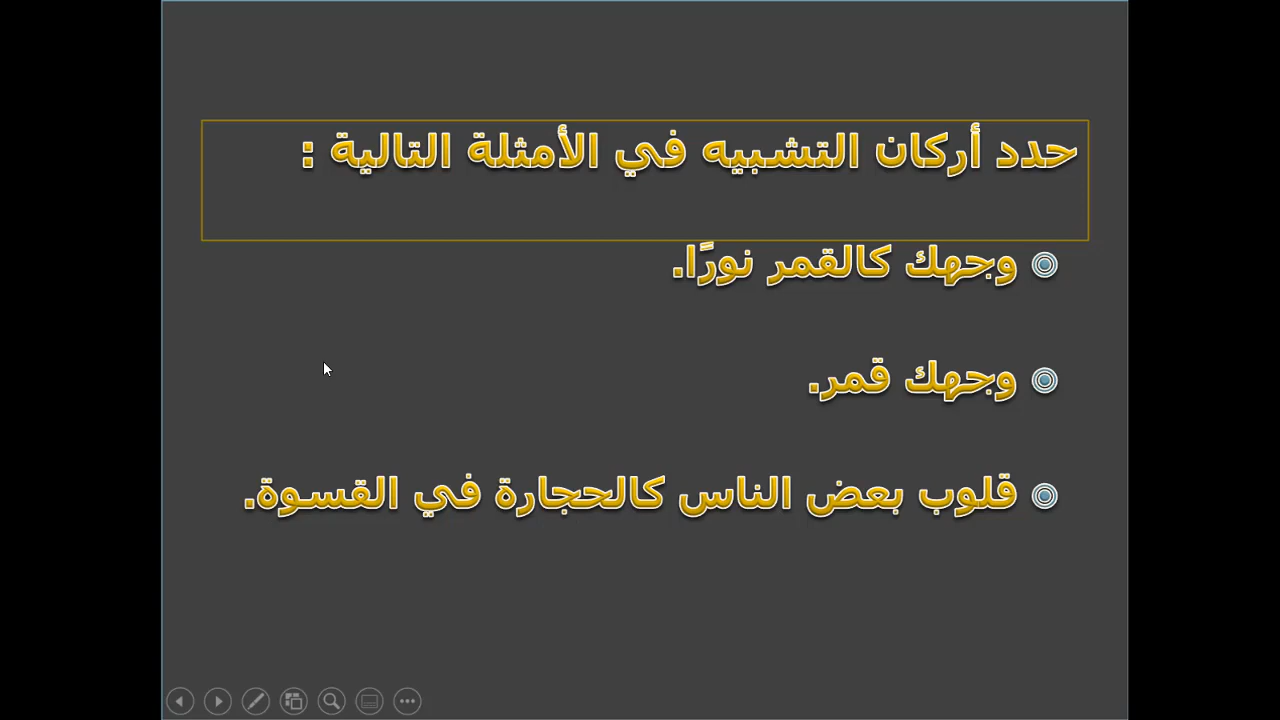 حدد أركان التشبيه في الأمثلة التالية :
وجهك كالقمر نورًا.
وجهك قمر.
قلوب بعض الناس كالحجارة في القسوة.